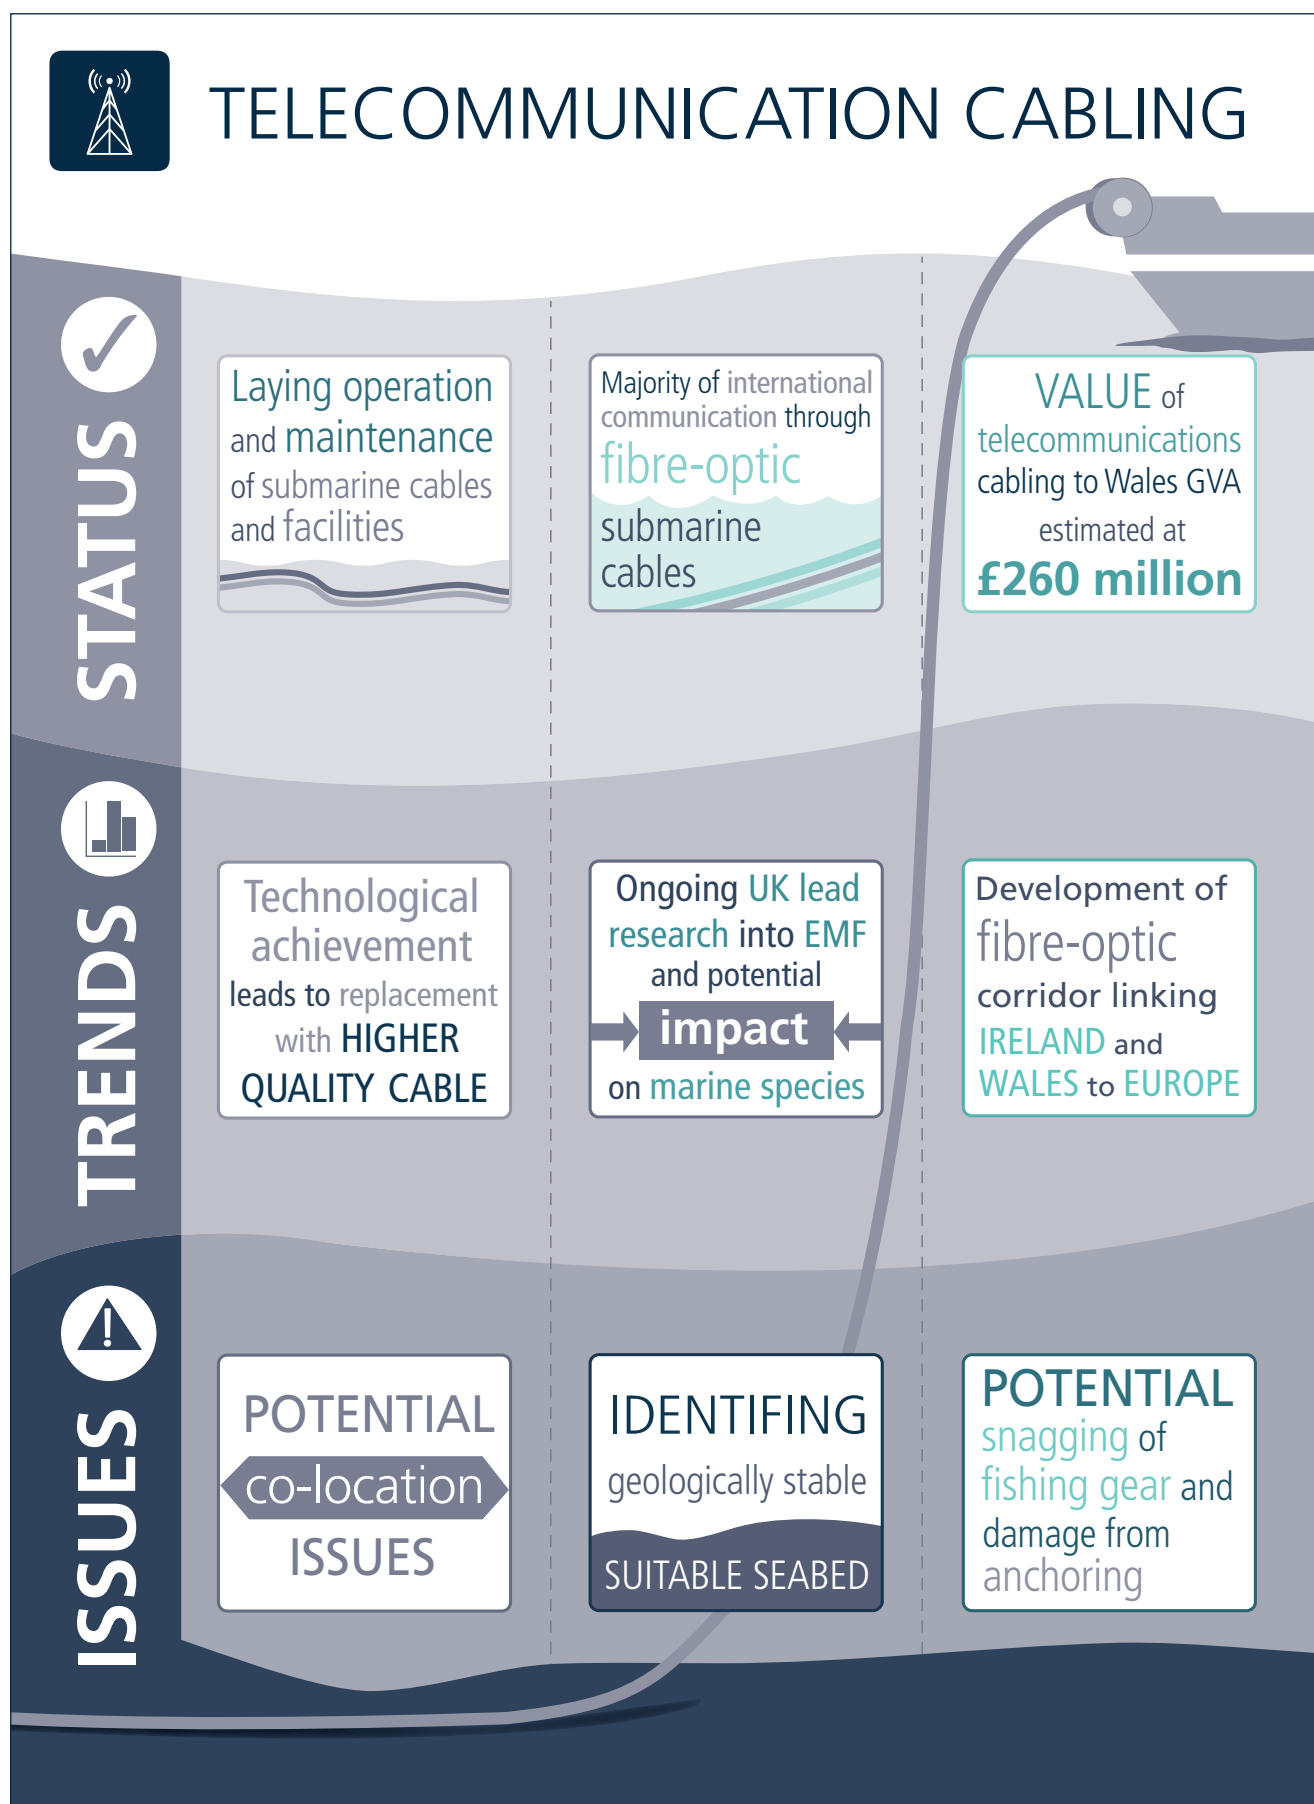 TELECOMMUNICATION CABLING
STATUS
Laying operation
and maintenance
of submarine cables
and facilities
Majority of international
communication through
fibre-optic
submarine
cables
VALUE of
telecommunications
cabling to Wales GVA
estimated at
£260 million
TRENDS
Technological
achievement
leads to replacement
with HIGHER
QUALITY CABLE
Ongoing UK lead
research into EMF
and potential
impact
on marine species
Development of
fibre-optic
corridor linking
IRELAND and
WALES to EUROPE
ISSUES
POTENTIAL
co-location
ISSUES
IDENTIFING
geologically stable
SUITABLE SEABED
POTENTIAL
snagging of
fishing gear and
damage from
anchoring